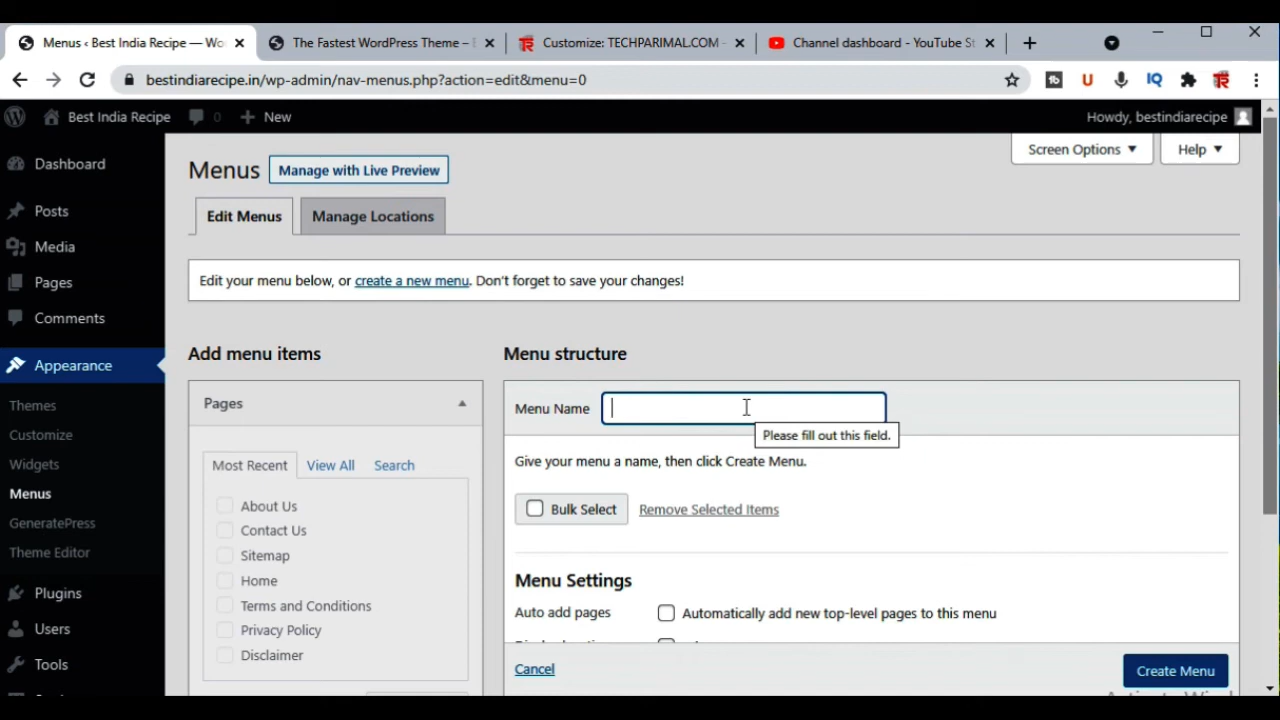 Menus ‹ Best India Recipe — Wo
The Fastest WordPress Theme –
Customize: TECHPARIMAL.COM –
Channel dashboard - YouTube St
bestindiarecipe.in/wp-admin/nav-menus.php?action=edit&menu=0
Best India Recipe
0
New
Howdy, bestindiarecipe
Screen Options
Help
Dashboard
Posts
Media
Pages
Comments
Appearance
Themes
Customize
Widgets
Menus
GeneratePress
Theme Editor
Plugins
Users
Tools
Menus
Manage with Live Preview
Edit Menus
Manage Locations
Edit your menu below, or create a new menu. Don't forget to save your changes!
Add menu items
Pages
Most Recent
View All
Search
About Us
Contact Us
Sitemap
Home
Terms and Conditions
Privacy Policy
Disclaimer
Menu structure
Menu Name
Please fill out this field.
Give your menu a name, then click Create Menu.
Bulk Select
Remove Selected Items
Menu Settings
Auto add pages
Automatically add new top-level pages to this menu
Cancel
Create Menu